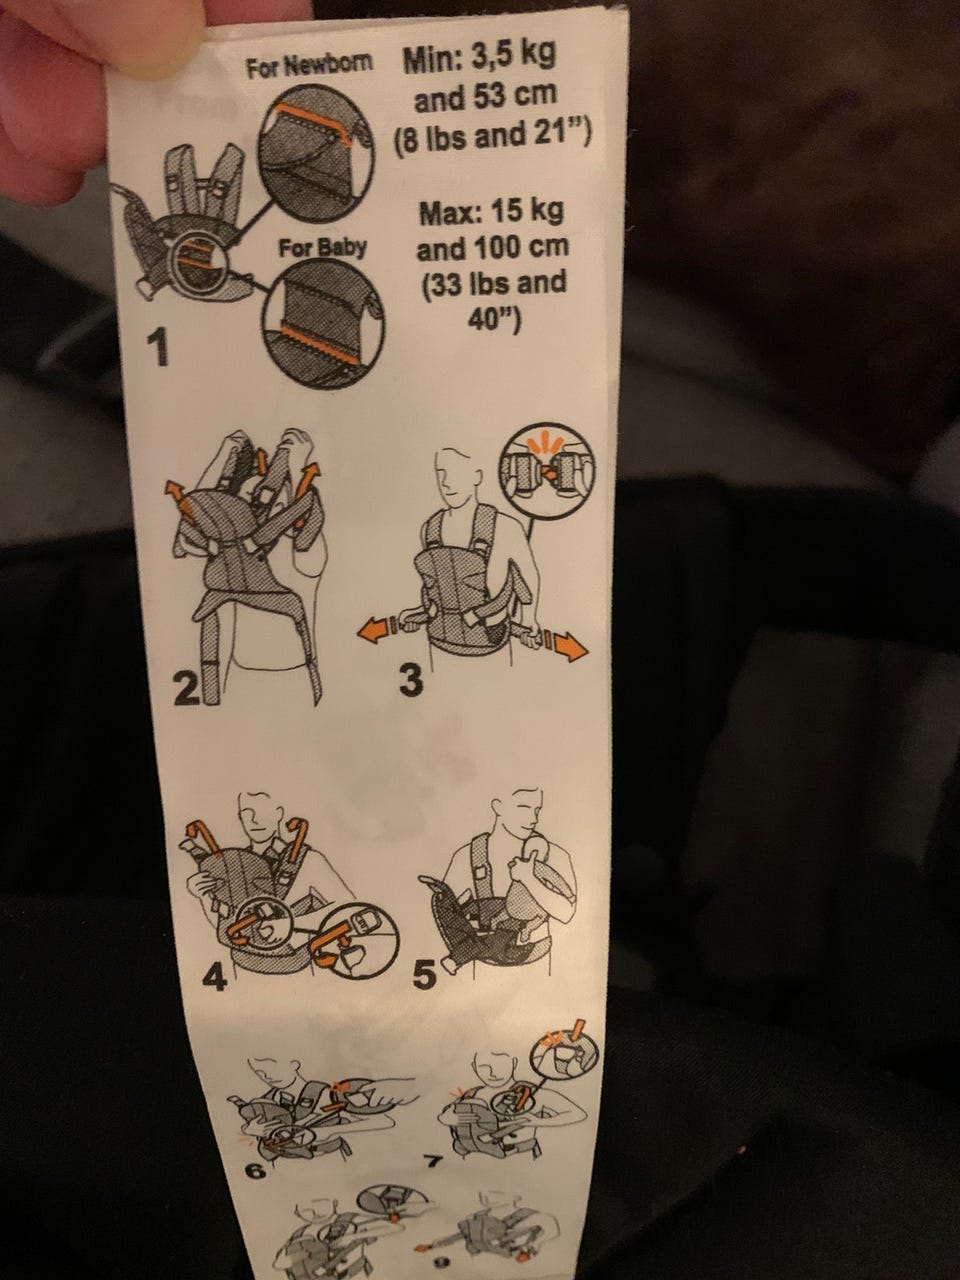 For Newborn
Min: 3,5 kg
and 53 cm
(8 lbs and 21”)
Max: 15 kg
and 100 cm
(33 lbs and
40”)
For Baby
1
2
3
4
5
6
7
9